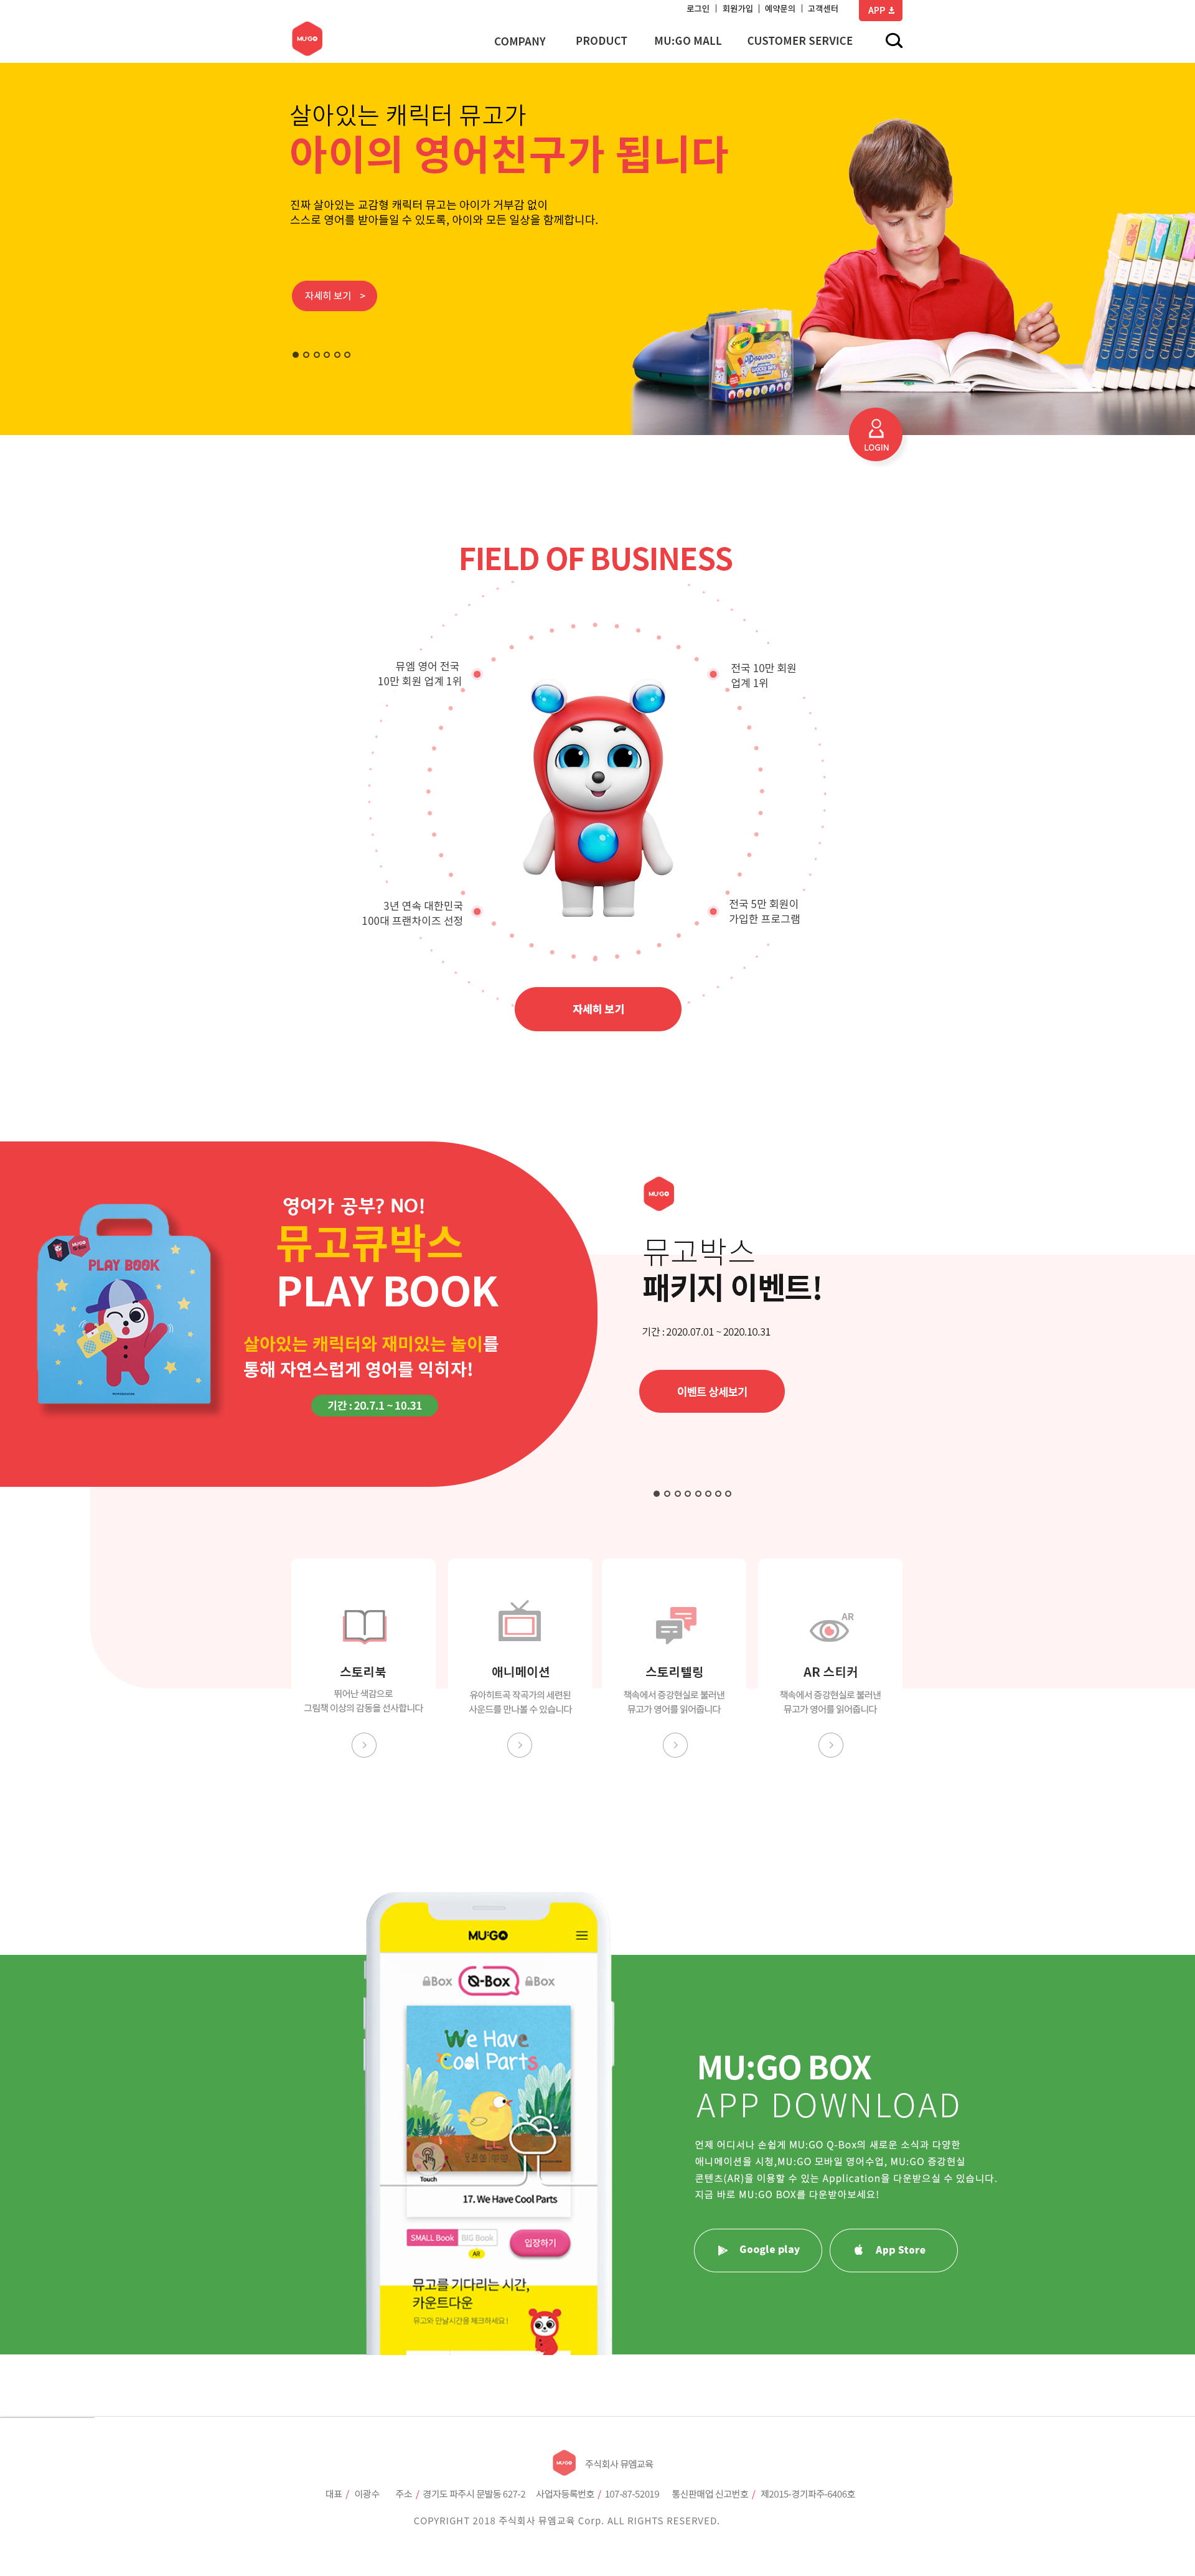 로그인 | 회원가입 | 예약문의 | 고객센터
APP
MU:GO
COMPANY PRODUCT MU:GO MALL CUSTOMER SERVICE
살아있는 캐릭터 뮤고가
아이의 영어친구가 됩니다
진짜 살아있는 교감형 캐릭터 뮤고는 아이가 거부감 없이
스스로 영어를 받아들일 수 있도록, 아이와 모든 일상을 함께합니다.
자세히 보기 >
Crayola
16
LOGIN
FIELD OF BUSINESS
뮤엠 영어 전국
10만 회원 업계 1위
전국 10만 회원
업계 1위
3년 연속 대한민국
100대 프랜차이즈 선정
전국 5만 회원이
가입한 프로그램
자세히 보기
영어가 공부? NO!
뮤고큐박스
PLAY BOOK
살아있는 캐릭터와 재미있는 놀이를
통해 자연스럽게 영어를 익히자!
기간 : 20.7.1 ~ 10.31
MU:GO
PLAY BOOK
MU:GO
뮤고박스
패키지 이벤트!
기간 : 2020.07.01 ~ 2020.10.31
이벤트 상세보기
스토리북
뛰어난 색감으로
그림책 이상의 감동을 선사합니다
애니메이션
유아히트곡 작곡가의 세련된
사운드를 만나볼 수 있습니다
스토리텔링
책속에서 증강현실로 불러낸
뮤고가 영어를 읽어줍니다
AR
AR 스티커
책속에서 증강현실로 불러낸
뮤고가 영어를 읽어줍니다
MU:GO
Box Q-Box Box
We Have
Cool Parts
Touch
17. We Have Cool Parts
SMALL Book BIG Book
AR
입장하기
뮤고를 기다리는 시간,
카운트다운
뮤고와 만날시간을 체크하세요!
MU:GO BOX
APP DOWNLOAD
언제 어디서나 손쉽게 MU:GO Q-Box의 새로운 소식과 다양한
애니메이션을 시청,MU:GO 모바일 영어수업, MU:GO 증강현실
콘텐츠(AR)을 이용할 수 있는 Application을 다운받으실 수 있습니다.
지금 바로 MU:GO BOX를 다운받아보세요!
Google play
App Store
MU:GO
주식회사 뮤엠교육
대표 / 이광수 주소 / 경기도 파주시 문발동 627-2 사업자등록번호 / 107-87-52019 통신판매업 신고번호 / 제2015-경기파주-6406호
COPYRIGHT 2018 주식회사 뮤엠교육 Corp. ALL RIGHTS RESERVED.